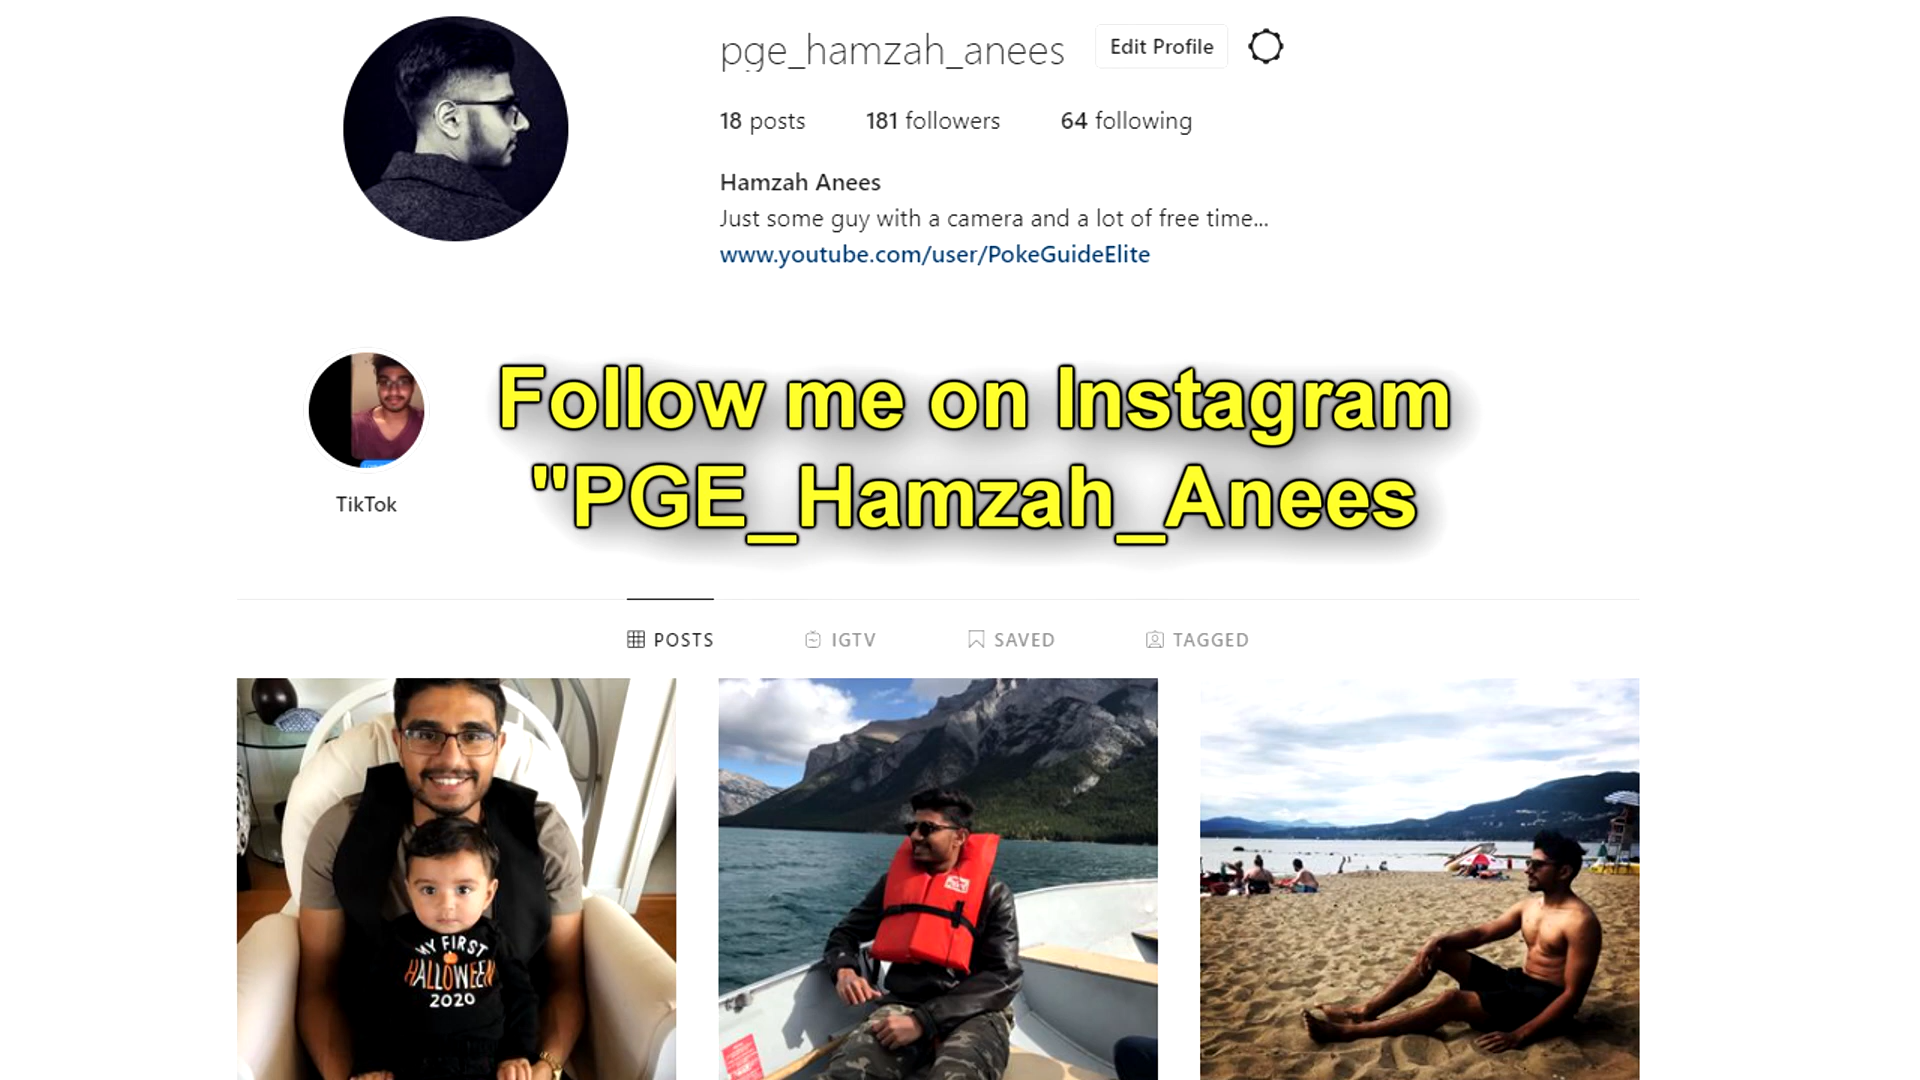 pge_hamzah_anees
Edit Profile
18 posts 181 followers 64 following
Hamzah Anees
Just some guy with a camera and a lot of free time...
www.youtube.com/user/PokeGuideElite
Follow me on Instagram
"PGE_Hamzah_Anees
TikTok
POSTS IGTV SAVED TAGGED
MY FIRST
HALLOWEEN
2020